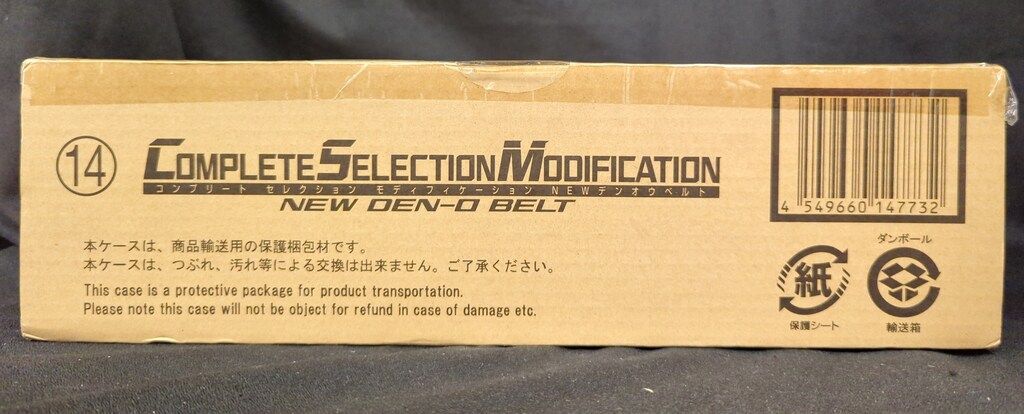 14
COMPLETE SELECTION MODIFICATION
コンプリート セレクション モディフィケーション NEWデンオウベルト
NEW DEN-O BELT
本ケースは、商品輸送用の保護梱包材です。
本ケースは、つぶれ、汚れ等による交換は出来ません。ご了承ください。
This case is a protective package for product transportation.
Please note this case will not be object for refund in case of damage etc.
4 549660 147732
紙
保護シート
ダンボール
輸送箱